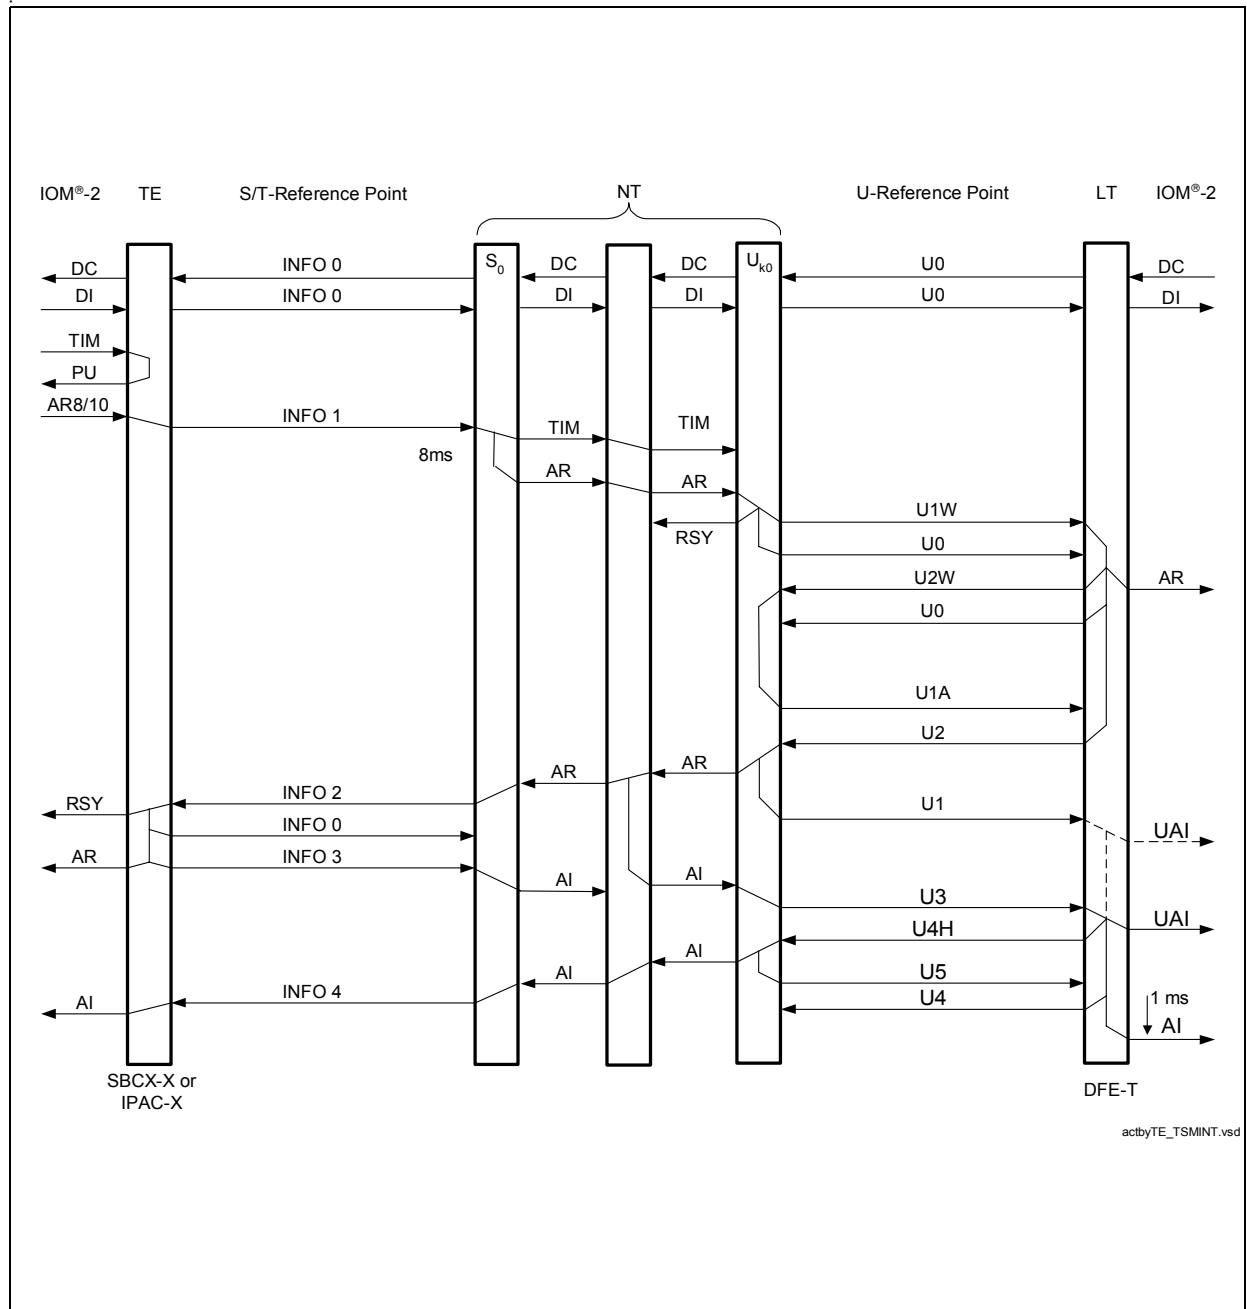 NT
IOM®-2 TE S/T-Reference Point U-Reference Point LT IOM®-2
S0 Uk0
DC INFO 0 DC DC U0 DC
DI INFO 0 DI DI U0 DI
TIM
PU
AR8/10 INFO 1 TIM TIM
8ms
AR AR
U1W
RSY
U0
U2W AR
U0
U1A
U2
AR AR
RSY INFO 2
U1
INFO 0 UAI
AR INFO 3
AI AI
U3
UAI
U4H
AI
AI U5
AI INFO 4 U4 1 ms
AI
SBCX-X or
IPAC-X
DFE-T
actbyTE_TSMINT.vsd